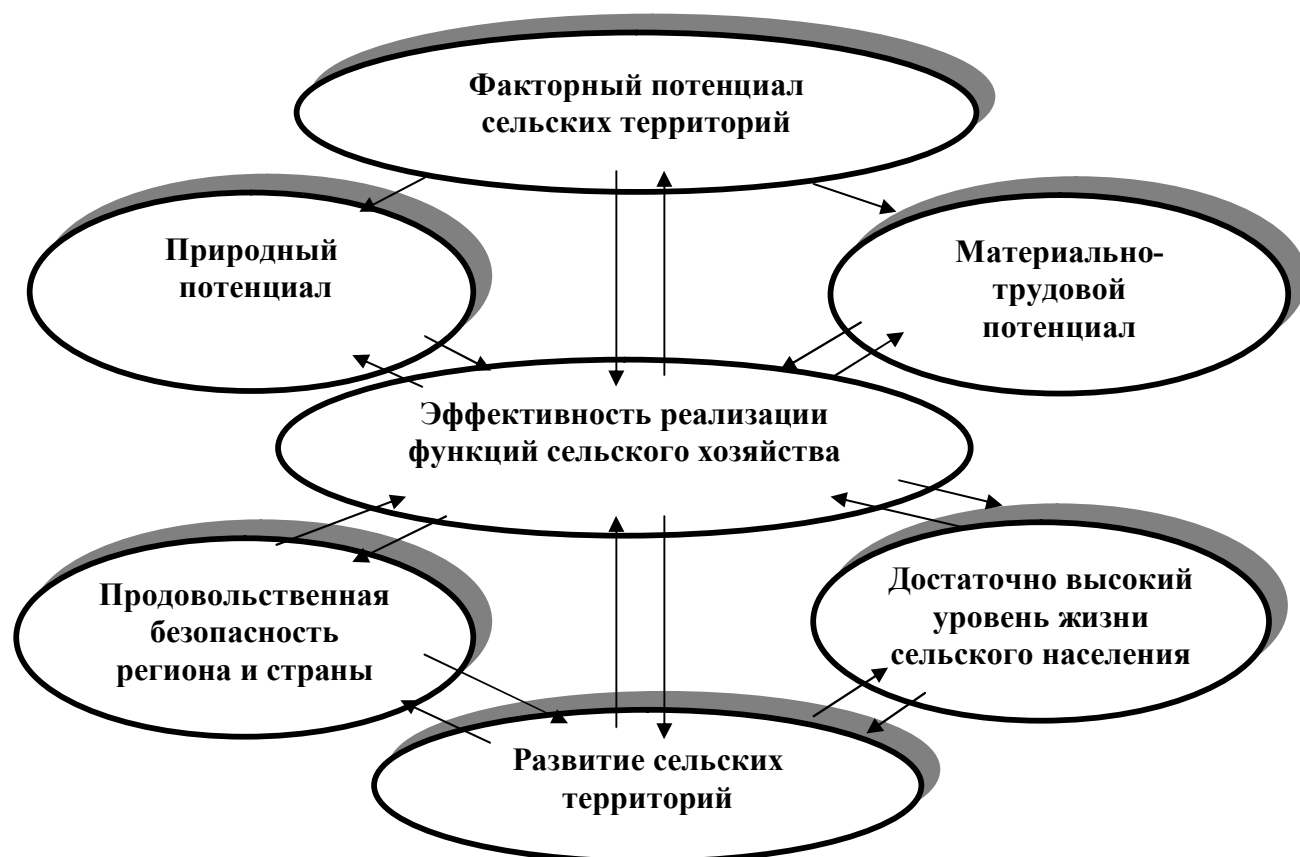 Факторный потенциал
сельских территорий
Природный
потенциал
Материально-
трудовой
потенциал
Эффективность реализации
функций сельского хозяйства
Продовольственная
безопасность
региона и страны
Достаточно высокий
уровень жизни
сельского населения
Развитие сельских
территорий